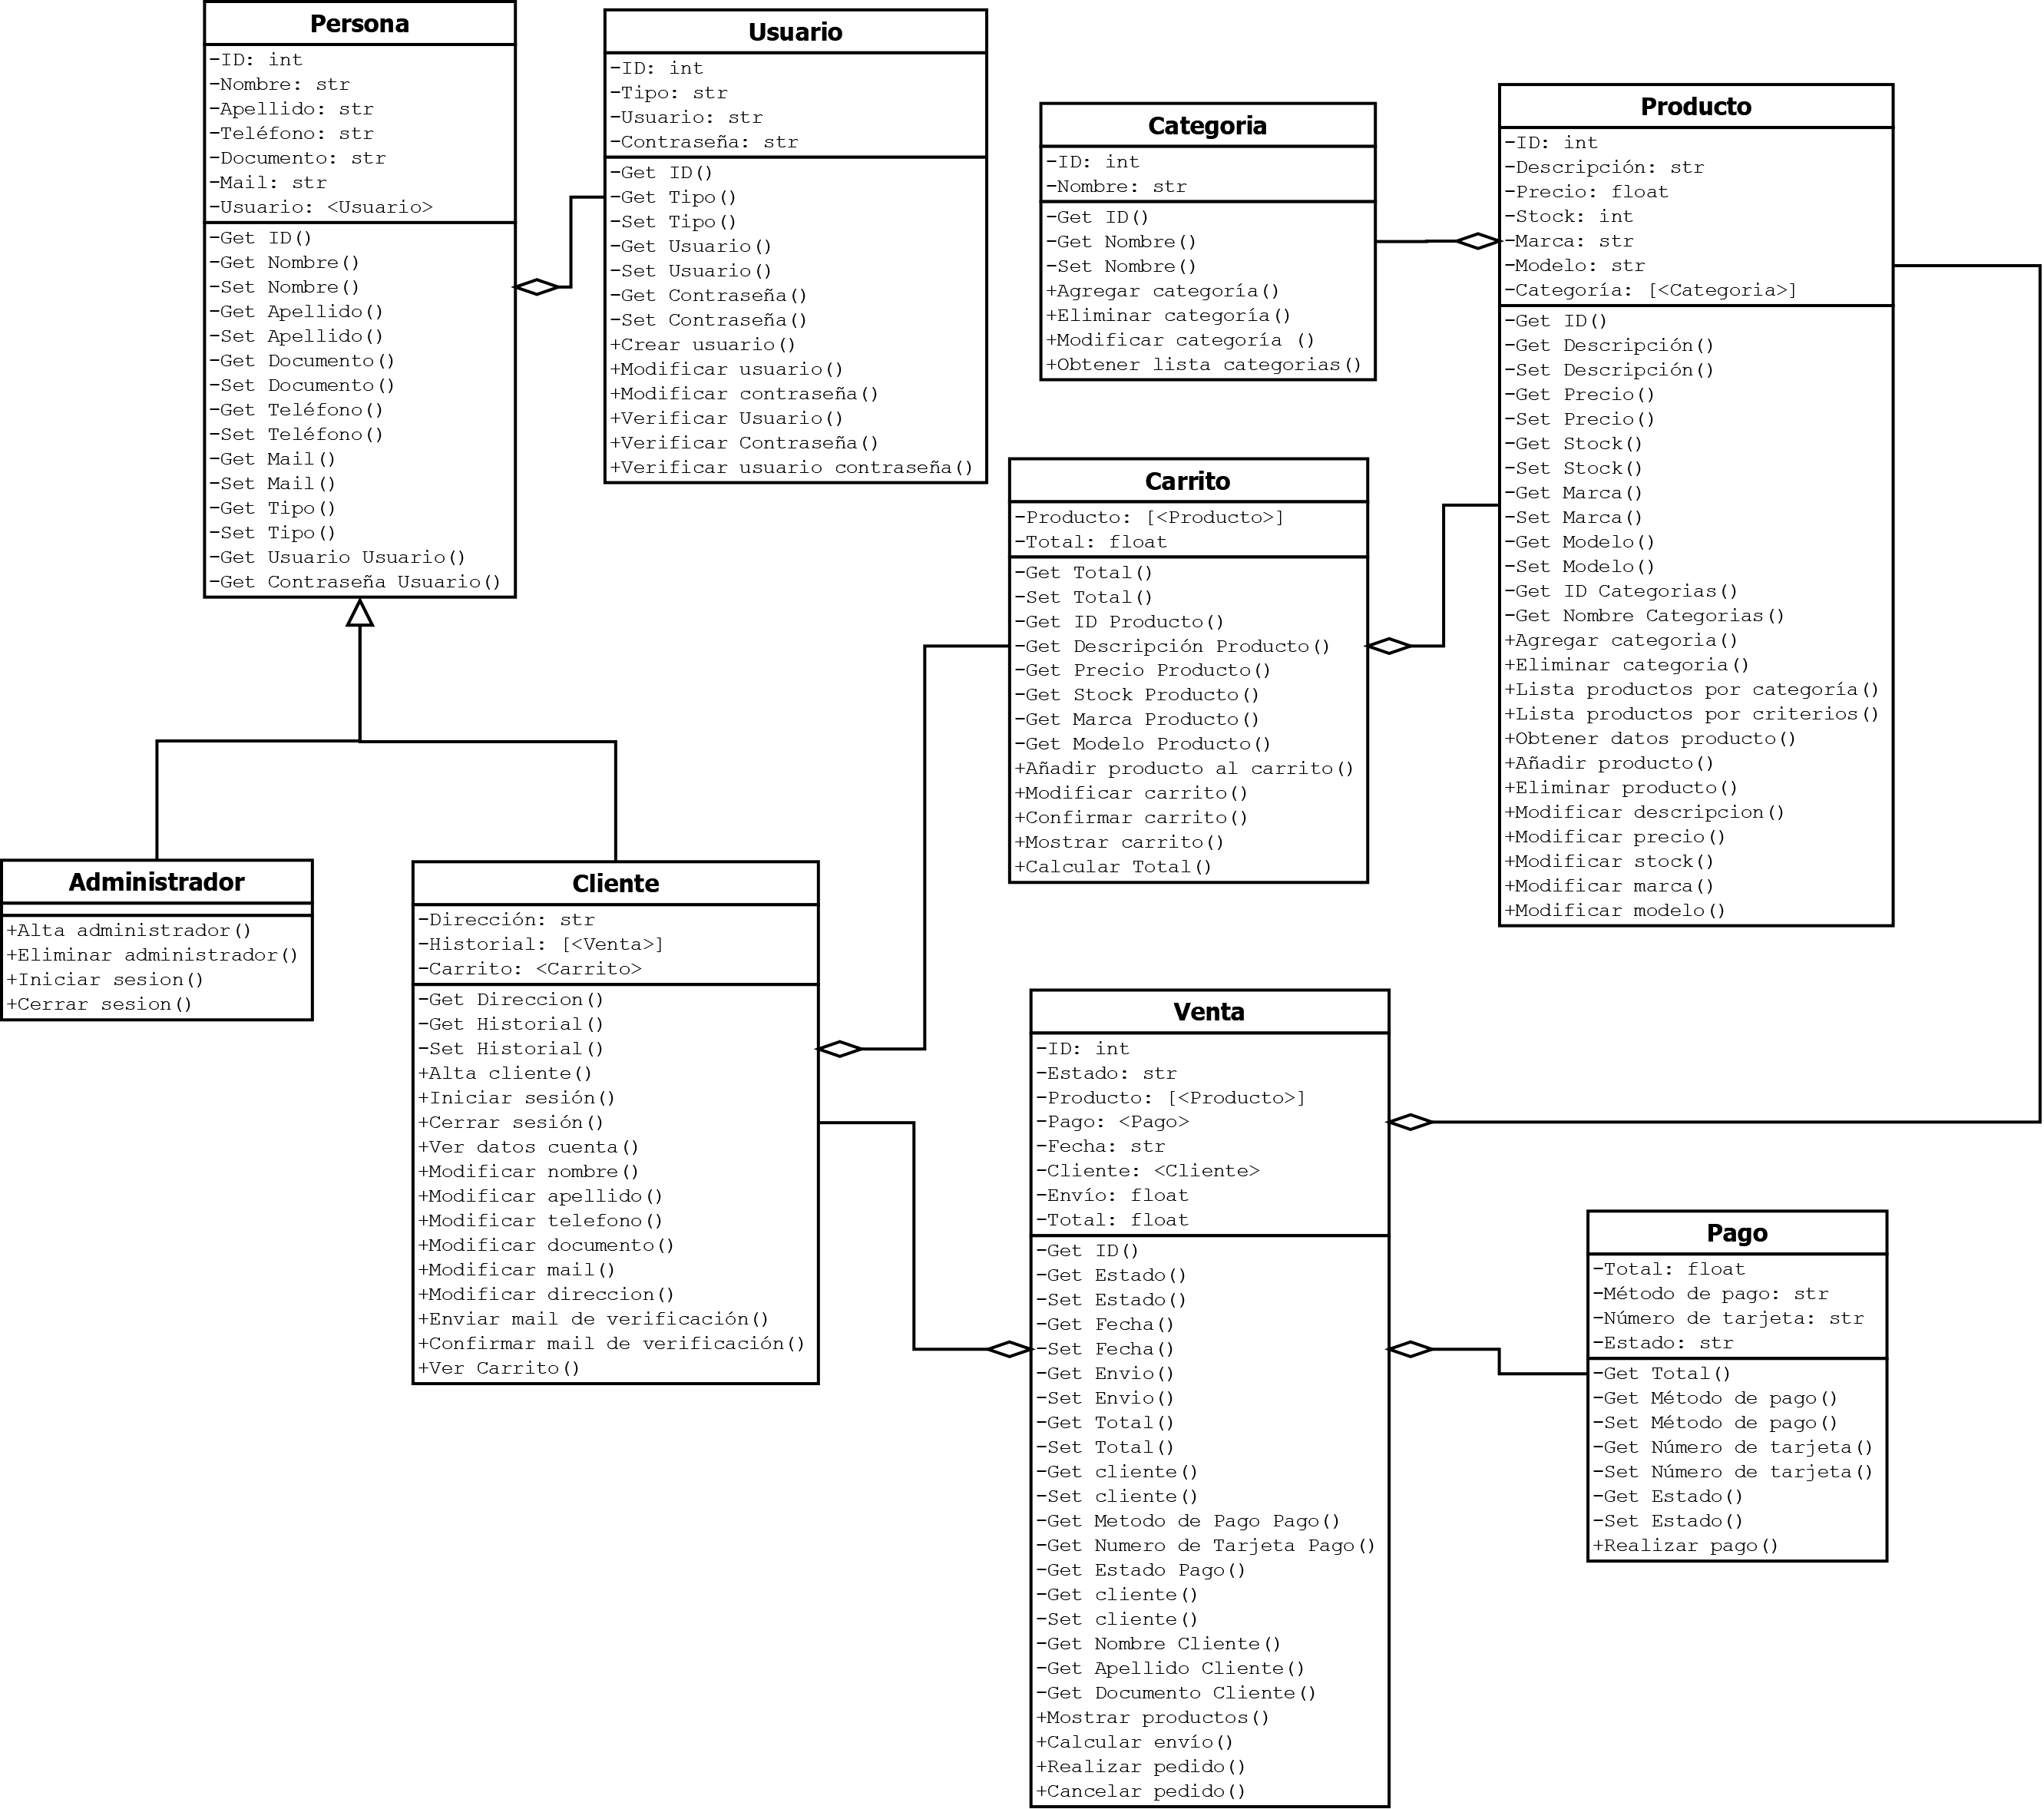 Persona
-ID: int
-Nombre: str
-Apellido: str
-Teléfono: str
-Documento: str
-Mail: str
-Usuario: <Usuario>
-Get ID()
-Get Nombre()
-Set Nombre()
-Get Apellido()
-Set Apellido()
-Get Documento()
-Set Documento()
-Get Teléfono()
-Set Teléfono()
-Get Mail()
-Set Mail()
-Get Tipo()
-Set Tipo()
-Get Usuario Usuario()
-Get Contraseña Usuario()
Usuario
-ID: int
-Tipo: str
-Usuario: str
-Contraseña: str
-Get ID()
-Get Tipo()
-Set Tipo()
-Get Usuario()
-Set Usuario()
-Get Contraseña()
-Set Contraseña()
+Crear usuario()
+Modificar usuario()
+Modificar contraseña()
+Verificar Usuario()
+Verificar Contraseña()
+Verificar usuario contraseña()
Categoria
-ID: int
-Nombre: str
-Get ID()
-Get Nombre()
-Set Nombre()
+Agregar categoría()
+Eliminar categoría()
+Modificar categoría ()
+Obtener lista categorias()
Producto
-ID: int
-Descripción: str
-Precio: float
-Stock: int
-Marca: str
-Modelo: str
-Categoría: [<Categoria>]
-Get ID()
-Get Descripción()
-Set Descripción()
-Get Precio()
-Set Precio()
-Get Stock()
-Set Stock()
-Get Marca()
-Set Marca()
-Get Modelo()
-Set Modelo()
-Get ID Categorias()
-Get Nombre Categorias()
+Agregar categoria()
+Eliminar categoria()
+Lista productos por categoría()
+Lista productos por criterios()
+Obtener datos producto()
+Añadir producto()
+Eliminar producto()
+Modificar descripcion()
+Modificar precio()
+Modificar stock()
+Modificar marca()
+Modificar modelo()
Carrito
-Producto: [<Producto>]
-Total: float
-Get Total()
-Set Total()
-Get ID Producto()
-Get Descripción Producto()
-Get Precio Producto()
-Get Stock Producto()
-Get Marca Producto()
-Get Modelo Producto()
+Añadir producto al carrito()
+Modificar carrito()
+Confirmar carrito()
+Mostrar carrito()
+Calcular Total()
Administrador
+Alta administrador()
+Eliminar administrador()
+Iniciar sesion()
+Cerrar sesion()
Cliente
-Dirección: str
-Historial: [<Venta>]
-Carrito: <Carrito>
-Get Direccion()
-Get Historial()
-Set Historial()
+Alta cliente()
+Iniciar sesión()
+Cerrar sesión()
+Ver datos cuenta()
+Modificar nombre()
+Modificar apellido()
+Modificar telefono()
+Modificar documento()
+Modificar mail()
+Modificar direccion()
+Enviar mail de verificación()
+Confirmar mail de verificación()
+Ver Carrito()
Venta
-ID: int
-Estado: str
-Producto: [<Producto>]
-Pago: <Pago>
-Fecha: str
-Cliente: <Cliente>
-Envío: float
-Total: float
-Get ID()
-Get Estado()
-Set Estado()
-Get Fecha()
-Set Fecha()
-Get Envio()
-Set Envio()
-Get Total()
-Set Total()
-Get cliente()
-Set cliente()
-Get Metodo de Pago Pago()
-Get Numero de Tarjeta Pago()
-Get Estado Pago()
-Get cliente()
-Set cliente()
-Get Nombre Cliente()
-Get Apellido Cliente()
-Get Documento Cliente()
+Mostrar productos()
+Calcular envío()
+Realizar pedido()
+Cancelar pedido()
Pago
-Total: float
-Método de pago: str
-Número de tarjeta: str
-Estado: str
-Get Total()
-Get Método de pago()
-Set Método de pago()
-Get Número de tarjeta()
-Set Número de tarjeta()
-Get Estado()
-Set Estado()
+Realizar pago()